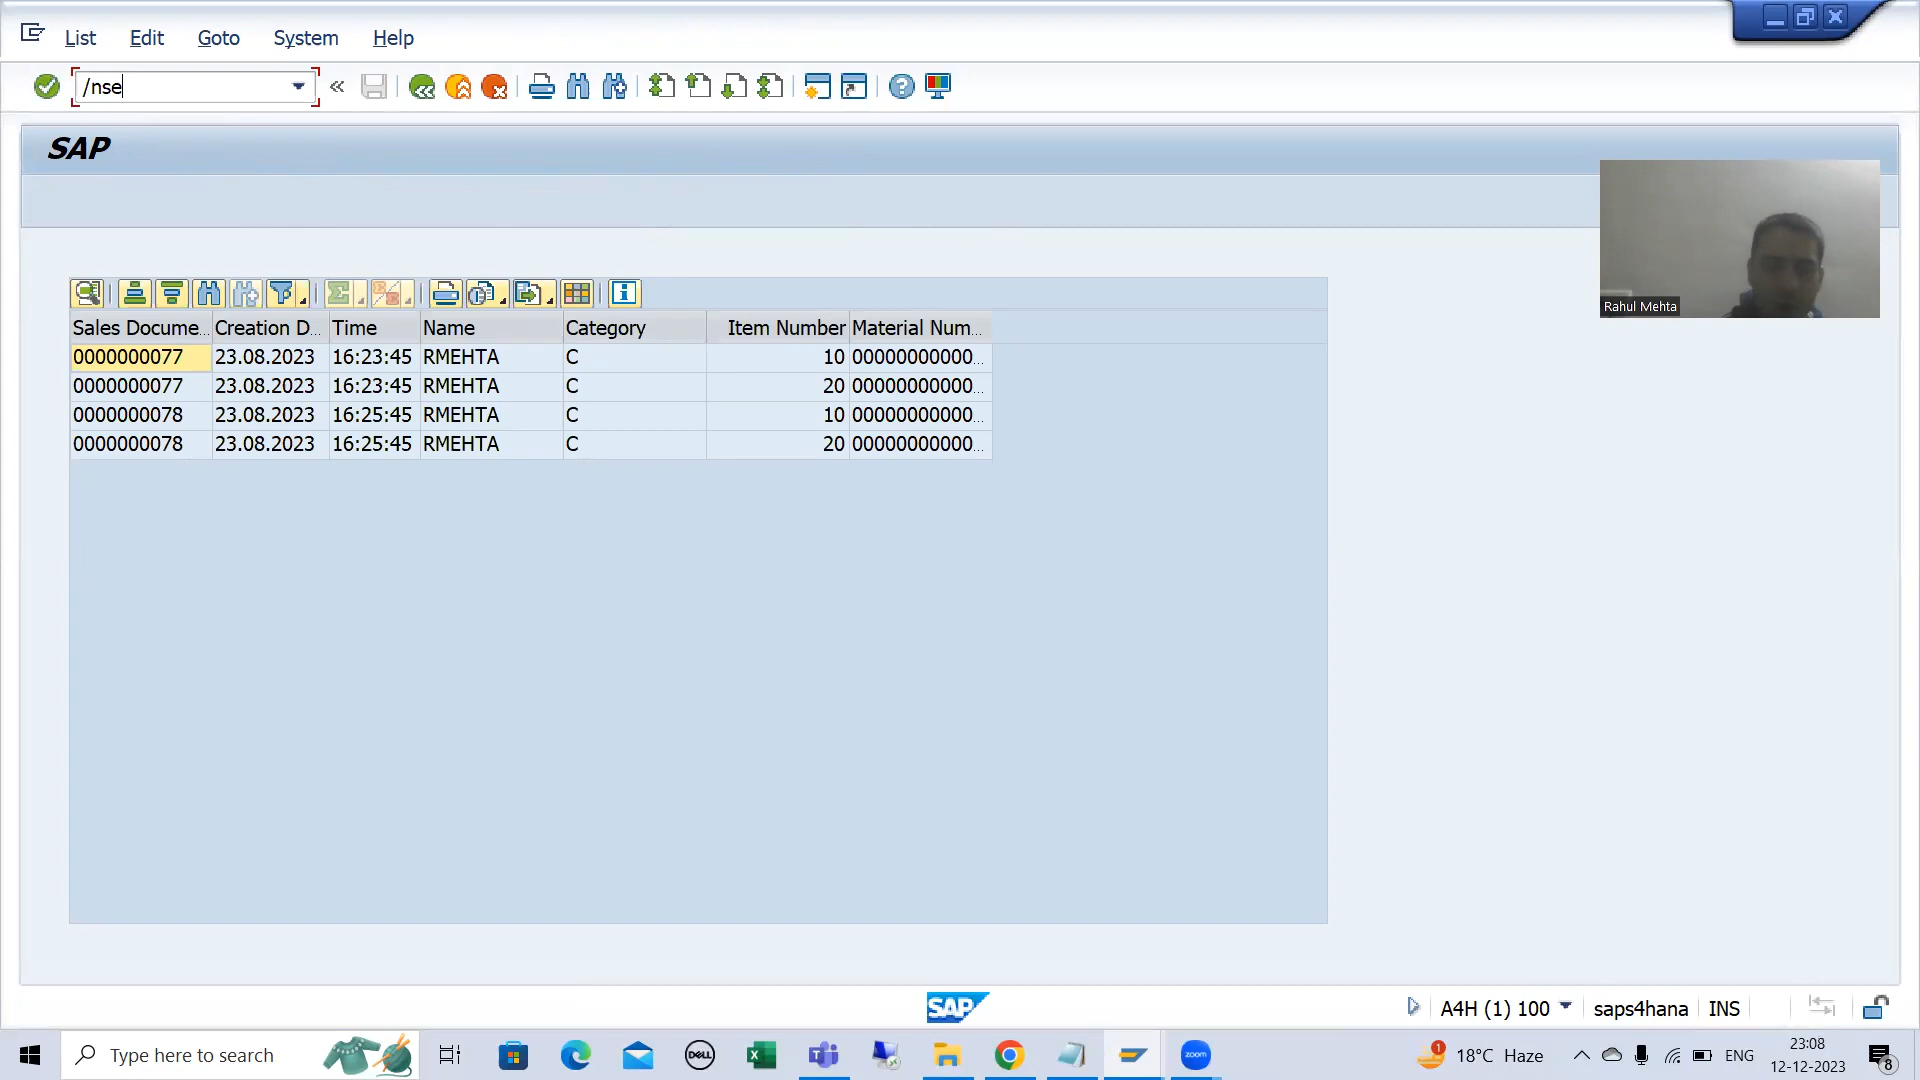 List Edit Goto System Help
/nse
SAP
Rahul Mehta
Sales Docume... Creation D... Time Name Category Item Number Material Num...
0000000077 23.08.2023 16:23:45 RMEHTA C 10 00000000000...
0000000077 23.08.2023 16:23:45 RMEHTA C 20 00000000000...
0000000078 23.08.2023 16:25:45 RMEHTA C 10 00000000000...
0000000078 23.08.2023 16:25:45 RMEHTA C 20 00000000000...
SAP A4H (1) 100 saps4hana INS
Type here to search DELL zoom 1 18°C Haze ENG 23:08
12-12-2023 8